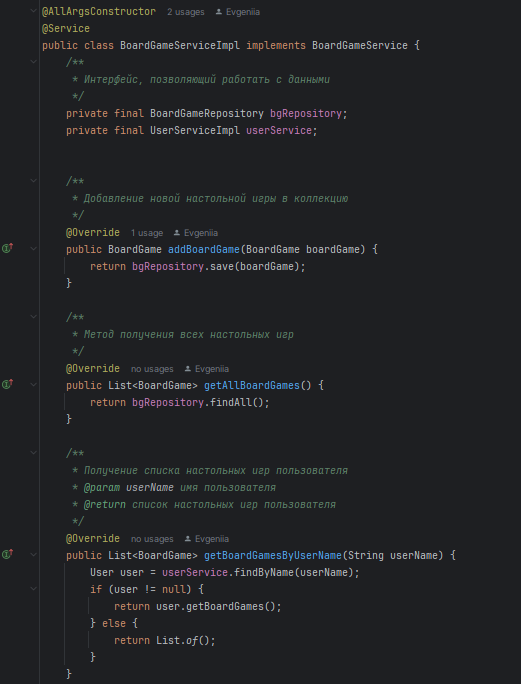 @AllArgsConstructor 2 usages Evgeniia
@Service
public class BoardGameServiceImpl implements BoardGameService {
/**
* Интерфейс, позволяющий работать с данными
*/
private final BoardGameRepository bgRepository;
private final UserServiceImpl userService;
/**
* Добавление новой настольной игры в коллекцию
*/
@Override 1 usage Evgeniia
public BoardGame addBoardGame(BoardGame boardGame) {
return bgRepository.save(boardGame);
}
/**
* Метод получения всех настольных игр
*/
@Override no usages Evgeniia
public List<BoardGame> getAllBoardGames() {
return bgRepository.findAll();
}
/**
* Получение списка настольных игр пользователя
* @param userName имя пользователя
* @return список настольных игр пользователя
*/
@Override no usages Evgeniia
public List<BoardGame> getBoardGamesByUserName(String userName) {
User user = userService.findByName(userName);
if (user != null) {
return user.getBoardGames();
} else {
return List.of();
}
}